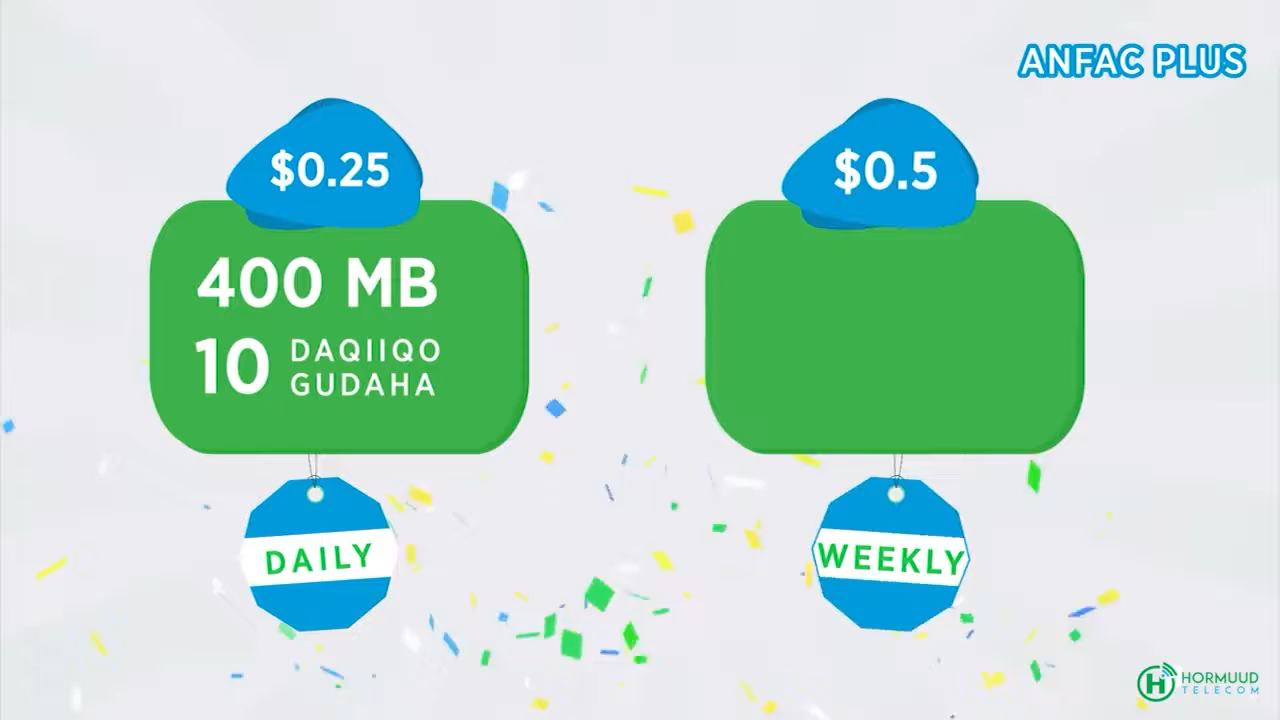 ANFAC PLUS
$0.25
400 MB
10 DAQIIQO
GUDAHA
DAILY
$0.5
WEEKLY
HORMUUD
TELECOM